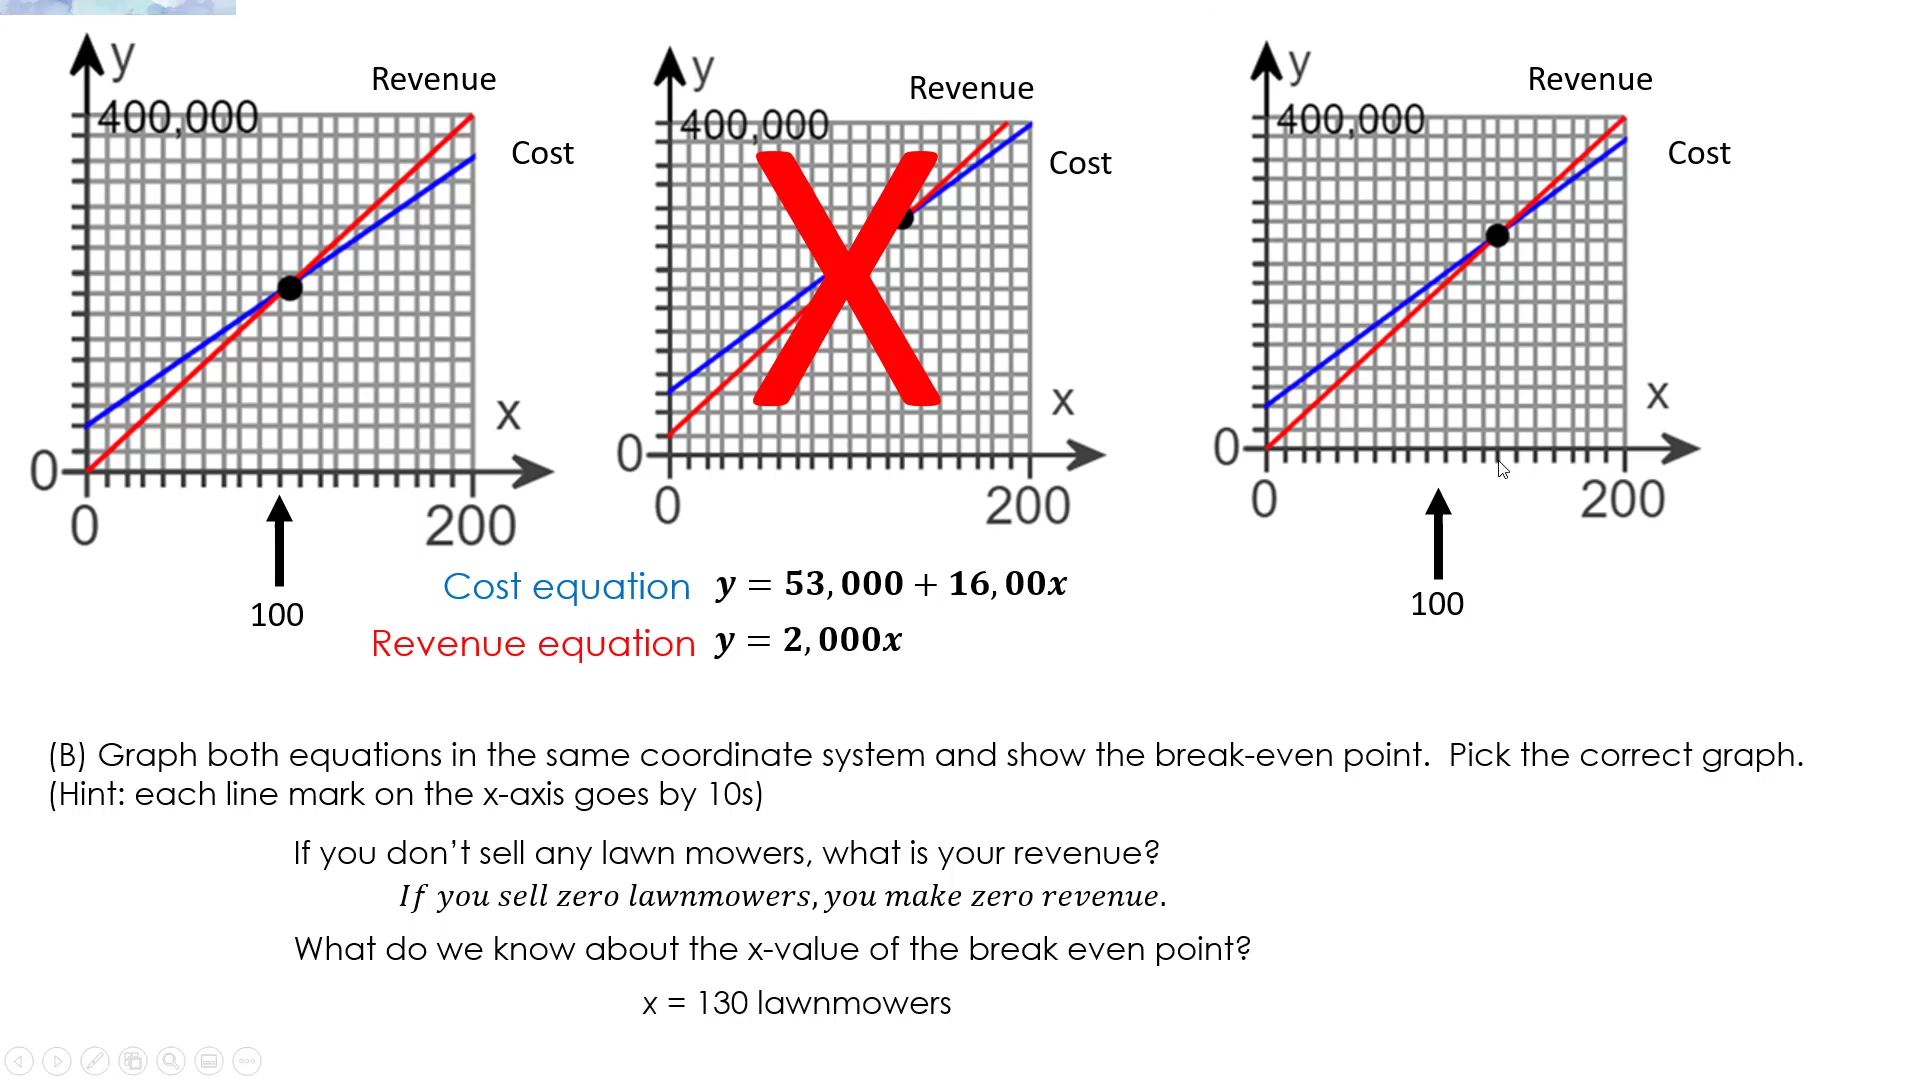 y
400,000
Revenue
Cost
x
0
0
200
100
y
400,000
Revenue
Cost
x
0
0
200
y
400,000
Revenue
Cost
x
0
0
200
100
Cost equation y = 53,000 + 16,00x
Revenue equation y = 2,000x
(B) Graph both equations in the same coordinate system and show the break-even point. Pick the correct graph.
(Hint: each line mark on the x-axis goes by 10s)
If you don’t sell any lawn mowers, what is your revenue?
If you sell zero lawnmowers, you make zero revenue.
What do we know about the x-value of the break even point?
x = 130 lawnmowers